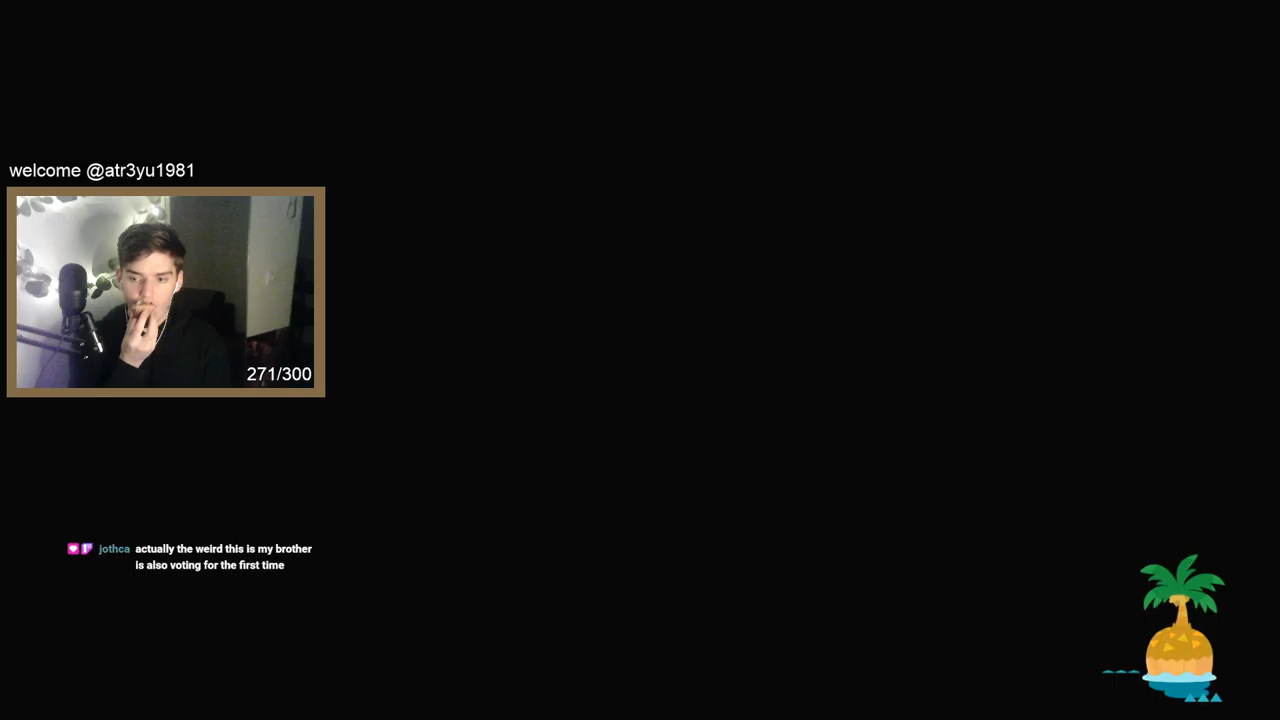 welcome @atr3yu1981
271/300
jothca actually the weird this is my brother
is also voting for the first time